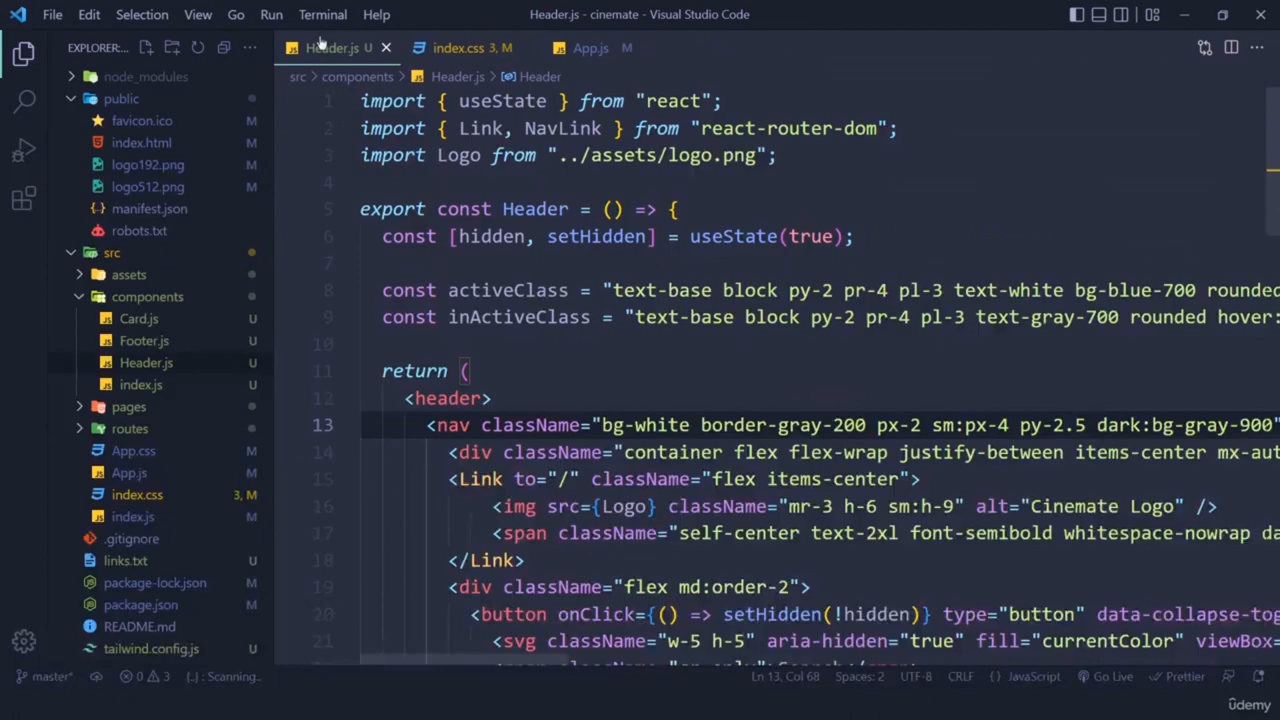 File Edit Selection View Go Run Terminal Help Header.js - cinemate - Visual Studio Code
EXPLORER:...
Header.js U
index.css 3, M
App.js M
node_modules
public
favicon.ico M
index.html M
logo192.png M
logo512.png M
manifest.json M
robots.txt
src
assets
components
Card.js U
Footer.js U
Header.js U
index.js U
pages
routes
App.css M
App.js M
index.css 3, M
index.js M
.gitignore
links.txt U
package-lock.json M
package.json M
README.md
tailwind.config.js U
src > components > Header.js > Header
1 import { useState } from "react";
2 import { Link, NavLink } from "react-router-dom";
3 import Logo from "../assets/logo.png";
4
5 export const Header = () => {
6 const [hidden, setHidden] = useState(true);
7
8 const activeClass = "text-base block py-2 pr-4 pl-3 text-white bg-blue-700 rounded
9 const inActiveClass = "text-base block py-2 pr-4 pl-3 text-gray-700 rounded hover:
10
11 return (
12 <header>
13 <nav className="bg-white border-gray-200 px-2 sm:px-4 py-2.5 dark:bg-gray-900"
14 <div className="container flex flex-wrap justify-between items-center mx-aut
15 <Link to="/" className="flex items-center">
16 <img src={Logo} className="mr-3 h-6 sm:h-9" alt="Cinemate Logo" />
17 <span className="self-center text-2xl font-semibold whitespace-nowrap da
18 </Link>
19 <div className="flex md:order-2">
20 <button onClick={() => setHidden(!hidden)} type="button" data-collapse-tog
21 <svg className="w-5 h-5" aria-hidden="true" fill="currentColor" viewBox=
master* 0 3 {..} : Scanning.. Ln 13, Col 68 Spaces: 2 UTF-8 CRLF {} JavaScript Go Live Prettier
ûdemy